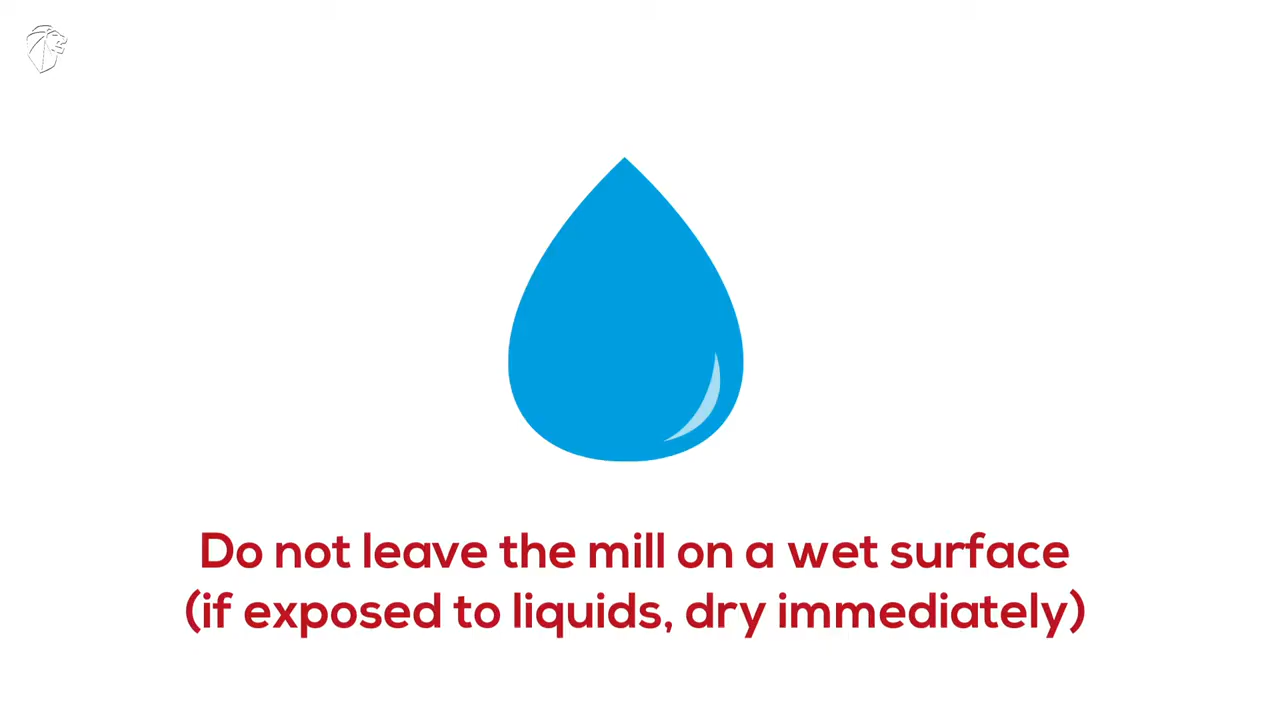 Do not leave the mill on a wet surface
(if exposed to liquids, dry immediately)